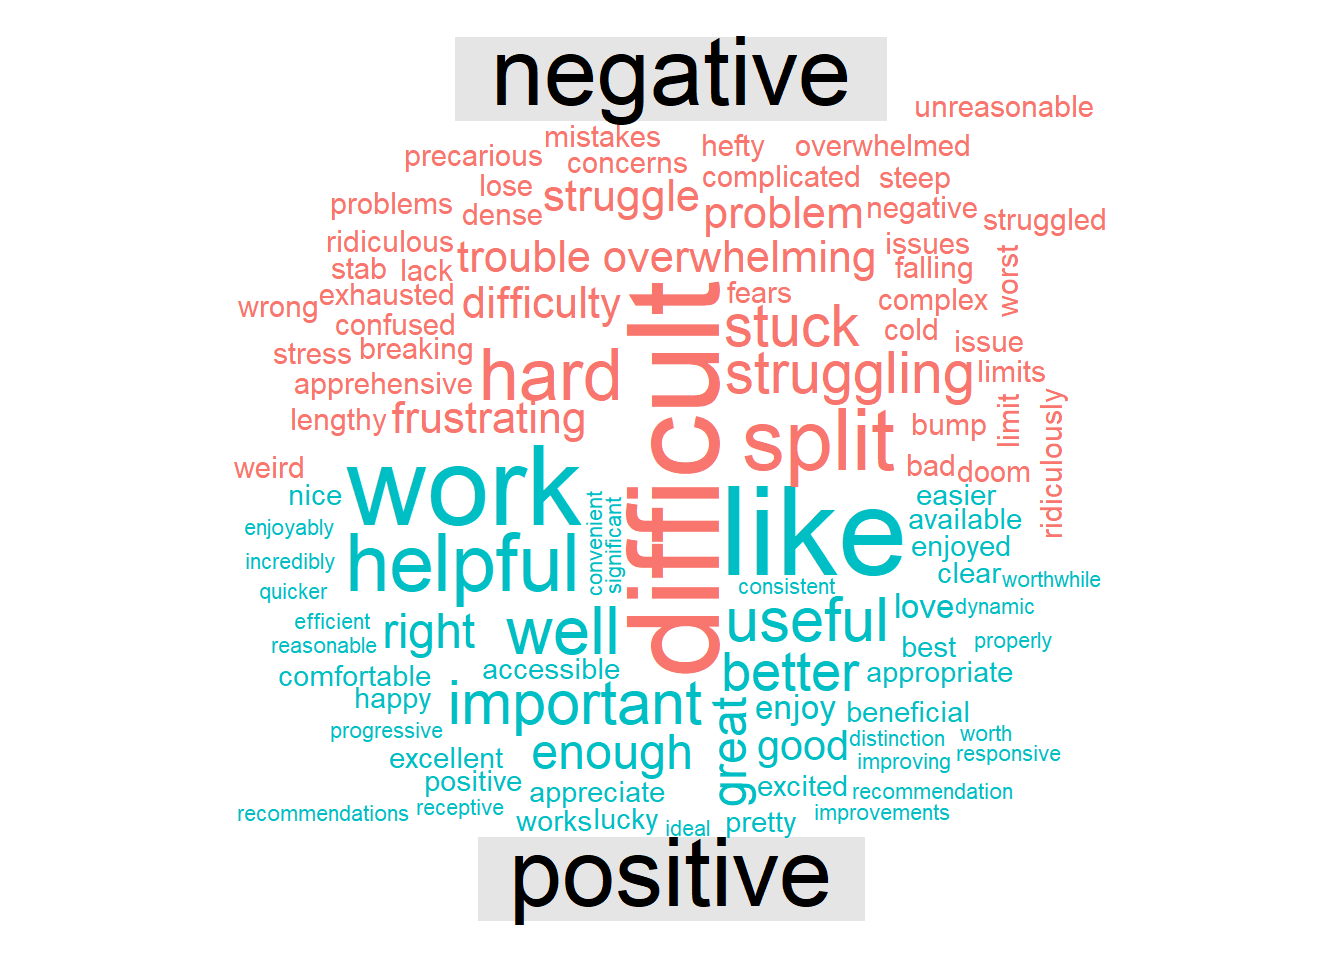 negative
unreasonable
mistakes
hefty
overwhelmed
precarious
concerns
complicated
steep
lose
struggle
problems
dense
problem
negative
struggled
ridiculous
trouble
overwhelming
issues
stab
lack
falling
worst
wrong
exhausted
difficulty
fears
complex
confused
stuck
cold
issue
stress
breaking
hard
difficult
struggling
limits
apprehensive
lengthy
frustrating
split
bump
limit
ridiculously
weird
bad
doom
nice
work
like
easier
enjoyably
convenient
significant
available
incredibly
helpful
enjoyed
quicker
clear
worthwhile
consistent
efficient
right
well
useful
love
dynamic
reasonable
best
properly
comfortable
accessible
better
appropriate
happy
important
great
enjoy
beneficial
progressive
enough
good
distinction
worth
excellent
improving
responsive
positive
appreciate
excited
recommendation
recommendations
receptive
works
lucky
ideal
pretty
improvements
positive